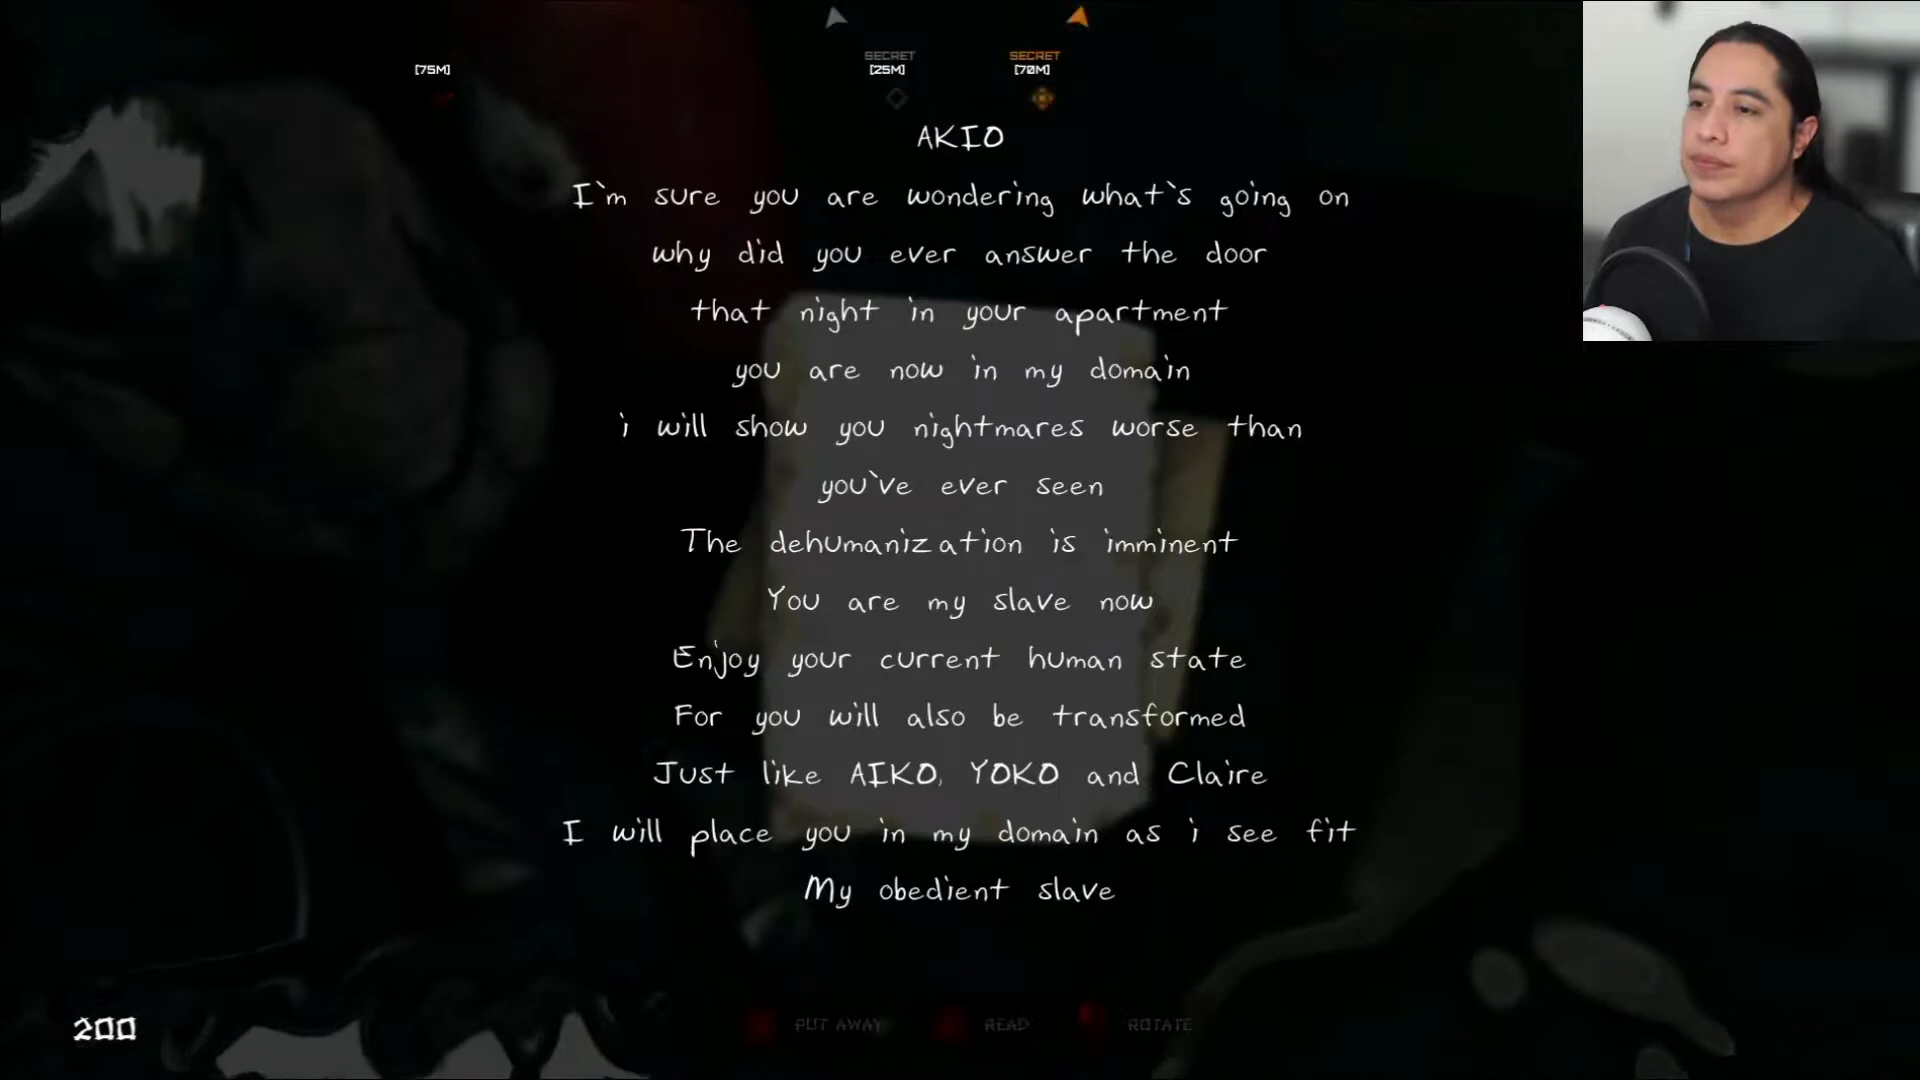 SECRET SECRET
[75M] [25M] [70M]
AKIO
I`m sure you are wondering what`s going on
why did you ever answer the door
that night in your apartment
you are now in my domain
i will show you nightmares worse than
you`ve ever seen
The dehumanization is imminent
You are my slave now
Enjoy your current human state
For you will also be transformed
Just like AIKO, YOKO and Claire
I will place you in my domain as i see fit
My obedient slave
200 PUT AWAY READ ROTATE